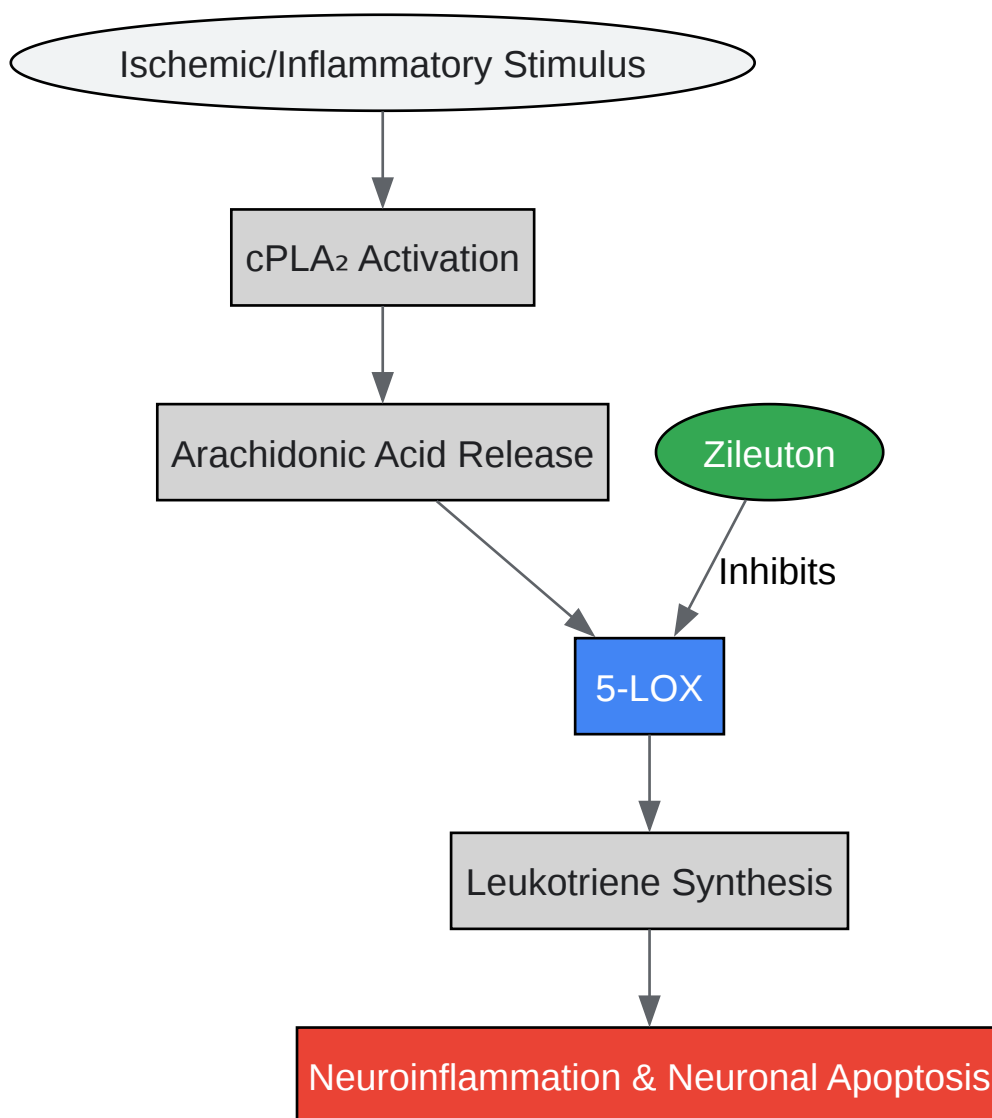 Ischemic/Inflammatory Stimulus
cPLA₂ Activation
Arachidonic Acid Release
Zileuton
Inhibits
5-LOX
Leukotriene Synthesis
Neuroinflammation & Neuronal Apoptosis